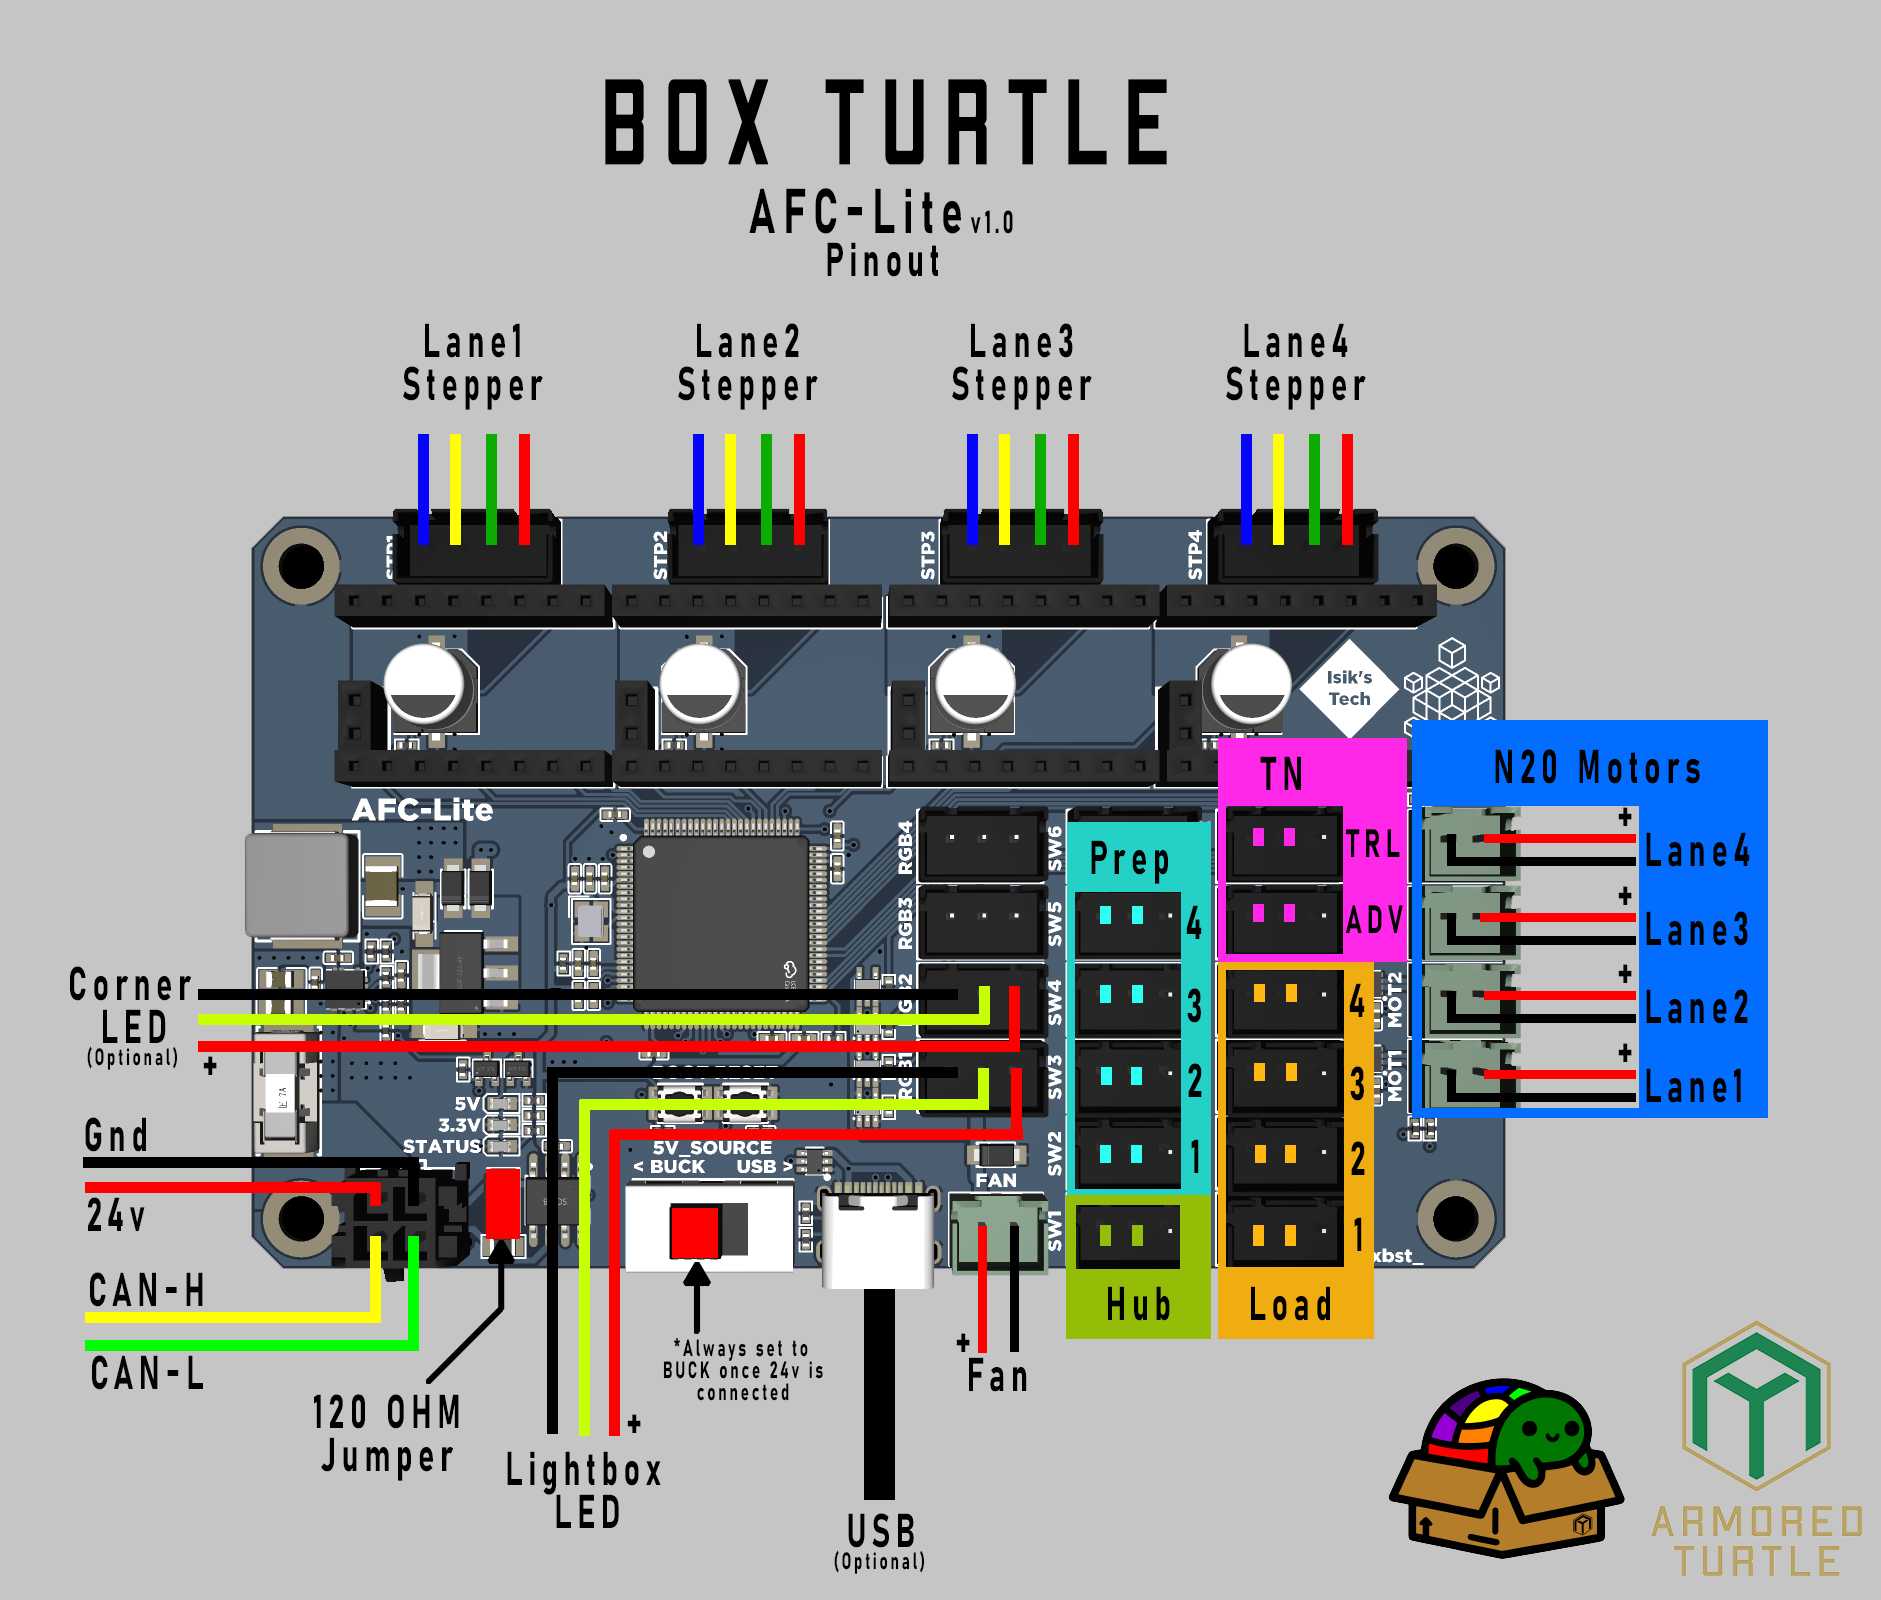 BOX TURTLE
AFC-Lite v1.0
Pinout
Lane1
Stepper
Lane2
Stepper
Lane3
Stepper
Lane4
Stepper
STP1
STP2
STP3
STP4
Isik's
Tech
AFC-Lite
N20 Motors
+
Lane4
+
Lane3
+
Lane2
+
Lane1
TN
TRL
ADV
Prep
4
3
2
1
Hub
4
3
2
1
Load
RGB4
RGB3
RGB1
SW6
SW5
SW4
SW3
SW2
SW1
MOT2
MOT1
Corner
LED
(Optional)
+
Gnd
24v
CAN-H
CAN-L
5V
3.3V
STATUS
5V_SOURCE
< BUCK USB >
FAN
xbst_
120 OHM
Jumper
Lightbox
LED
+
*Always set to
BUCK once 24v is
connected
USB
(Optional)
+
Fan
ARMORED
TURTLE